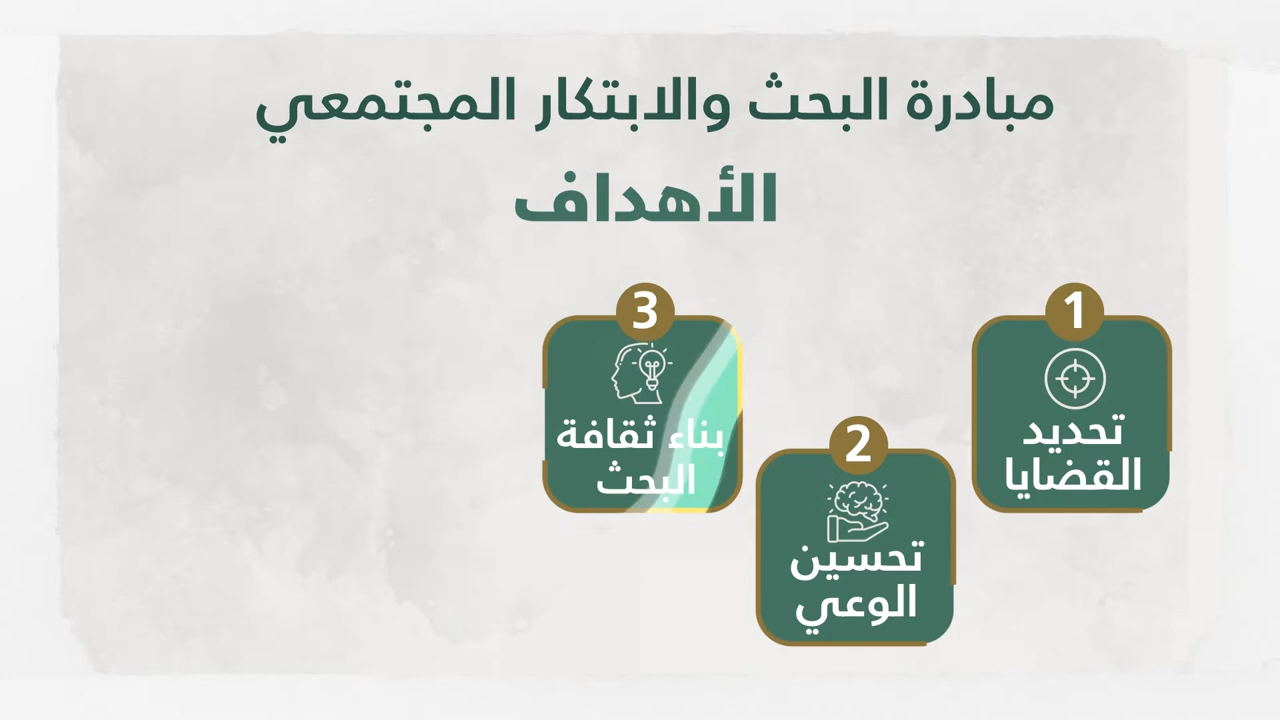 مبادرة البحث والابتكار المجتمعي
الأهداف
1
تحديد
القضايا
2
تحسين
الوعي
3
بناء ثقافة
البحث